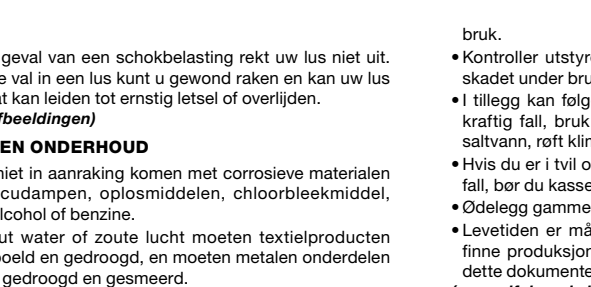 geval van een schokbelasting rekt uw lus niet uit.
val in een lus kunt u gewond raken en kan uw lus
kan leiden tot ernstig letsel of overlijden.
fbeeldingen)
EN ONDERHOUD
niet in aanraking komen met corrosieve materialen
cudampen, oplosmiddelen, chloorbleekmiddel,
lcohol of benzine.
ut water of zoute lucht moeten textielproducten
poeld en gedroogd, en moeten metalen onderdelen
gedroogd en gesmeerd.
bruk.
• Kontroller utstyr
skadet under bru
• I tillegg kan følg
kraftig fall, bruk
saltvann, røft klin
• Hvis du er i tvil o
fall, bør du kasse
• Ødelegg gamme
• Levetiden er må
finne produksjon
dette dokumente